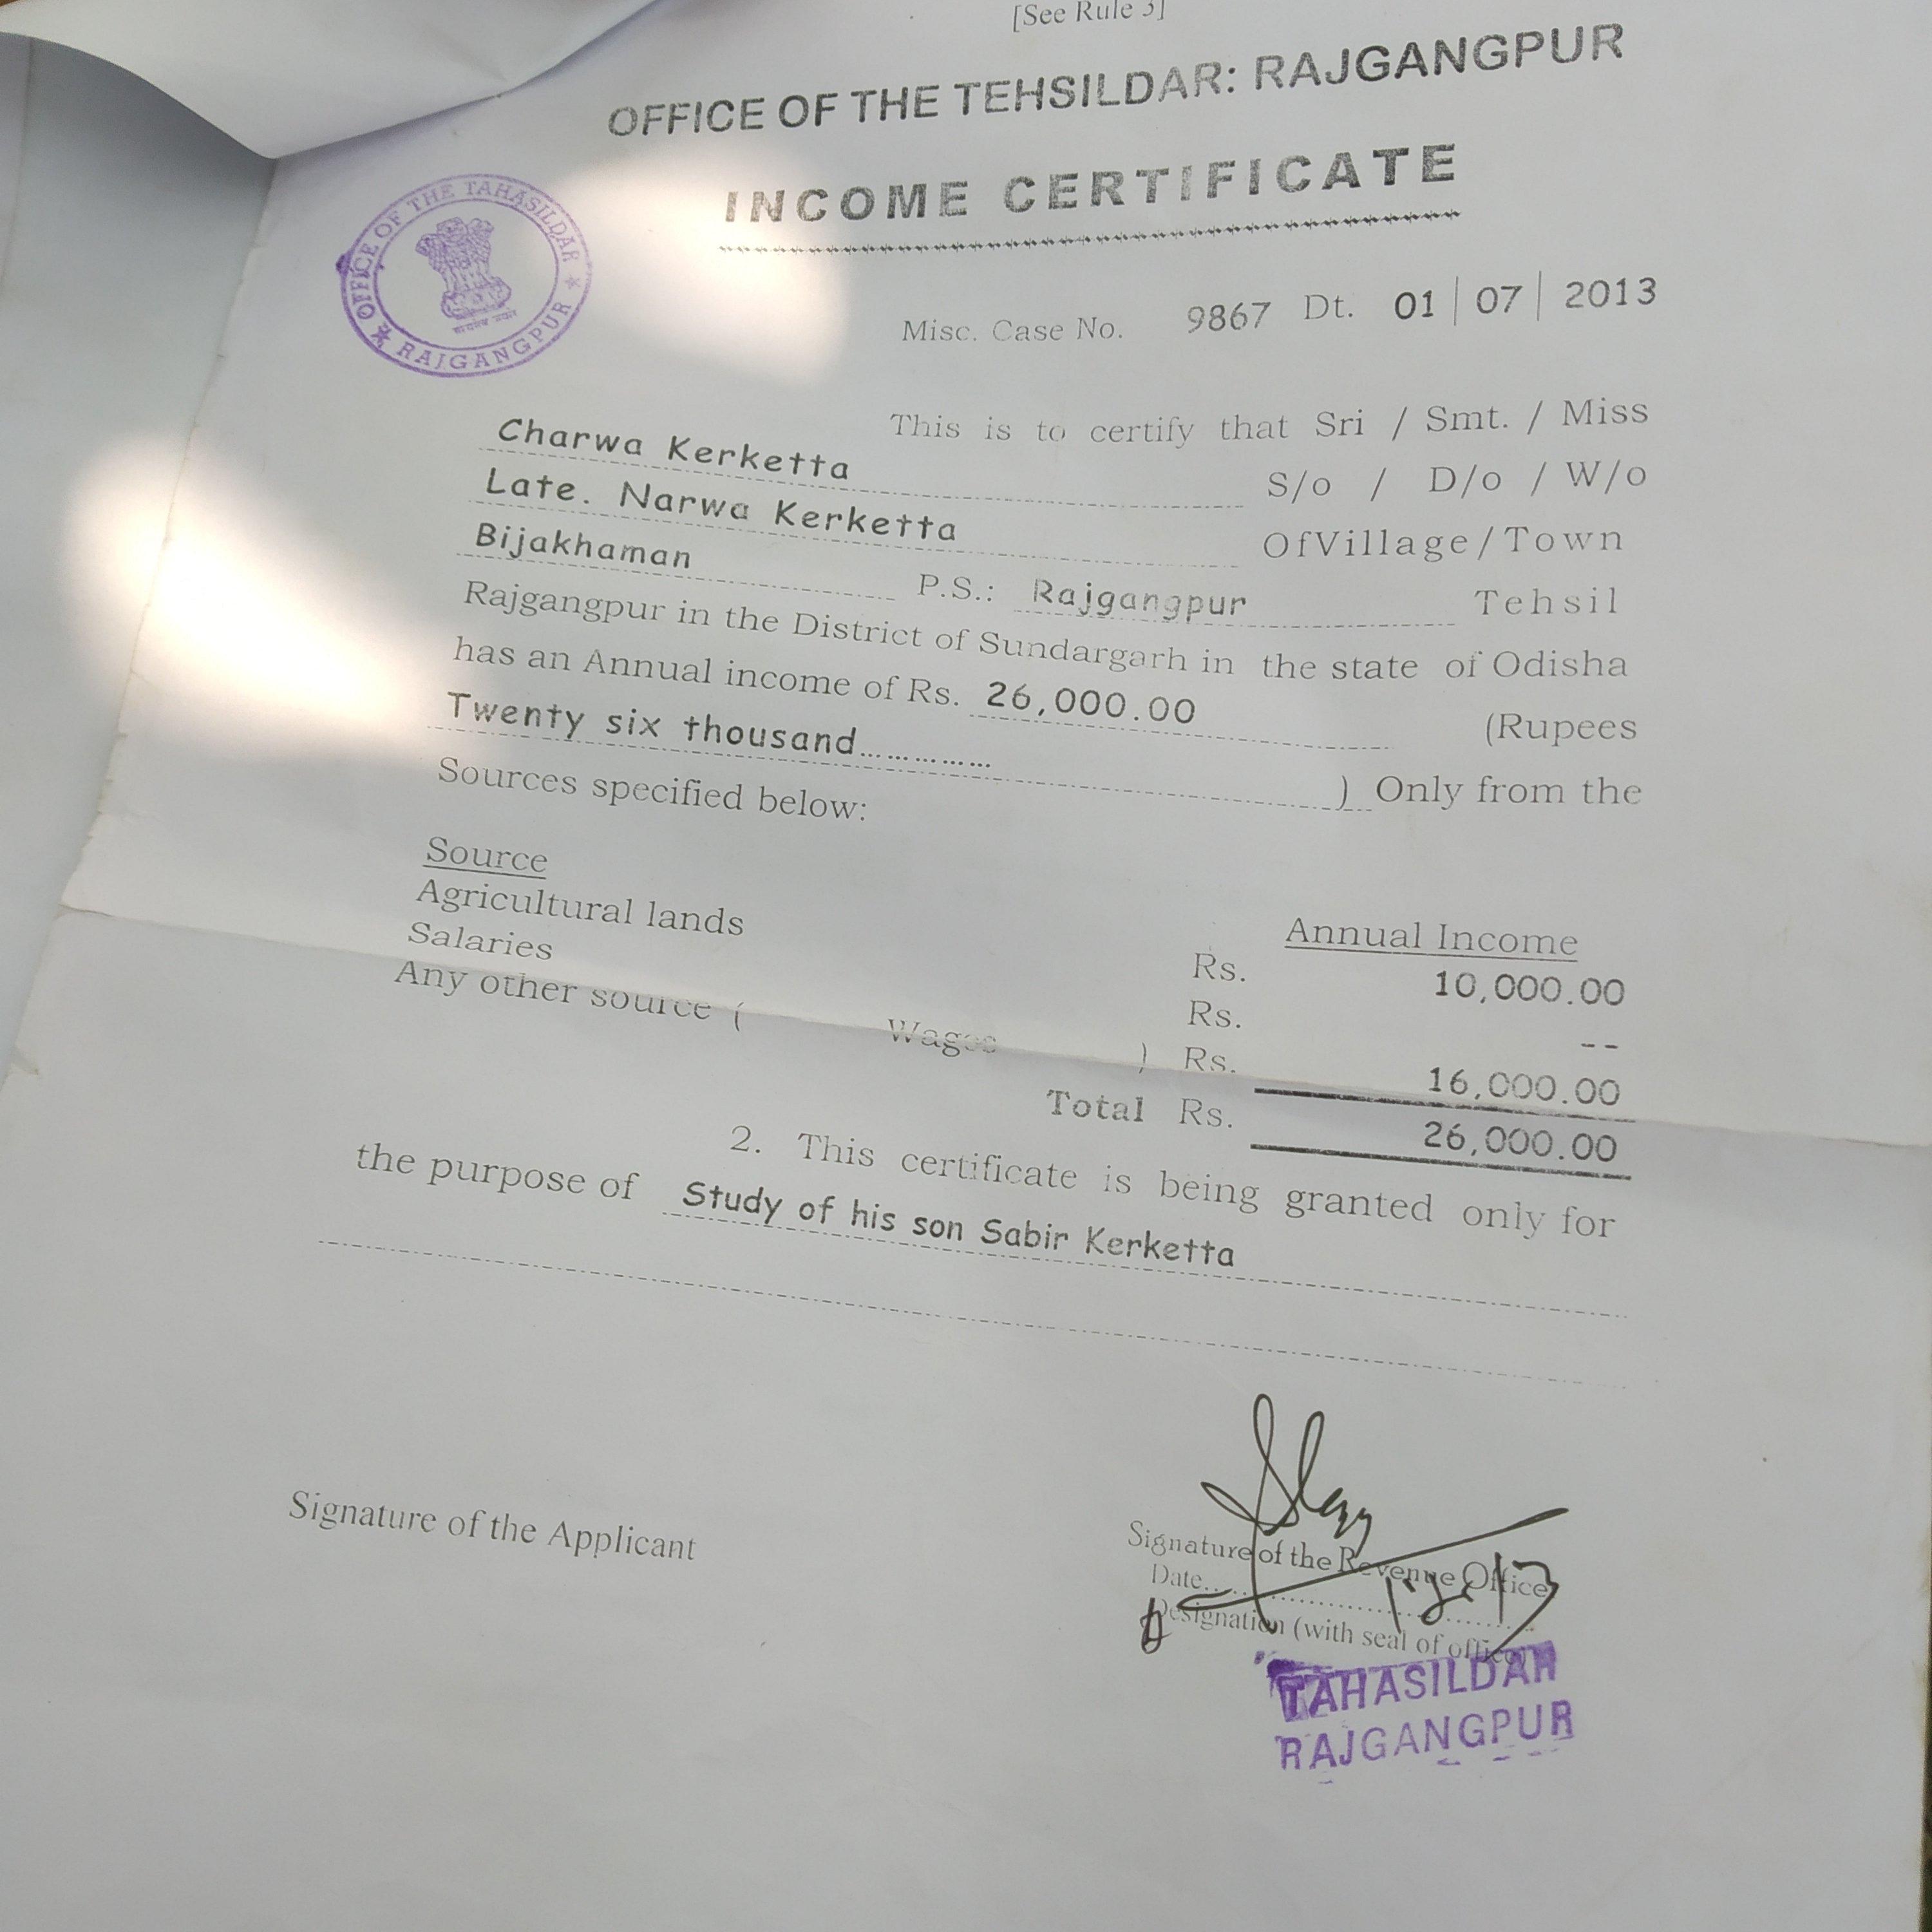 [See Rule 3]
OFFICE OF THE TEHSILDAR: RAJGANGPUR
INCOME CERTIFICATE
OFFICE OF THE TAHASILDAR
RAJGANGPUR
Misc. Case No. 9867 Dt. 01 | 07 | 2013
This is to certify that Sri / Smt. / Miss
Charwa Kerketta S/o / D/o / W/o
Late. Narwa Kerketta OfVillage/Town
Bijakhaman P.S.: Rajgangpur Tehsil
Rajgangpur in the District of Sundargarh in the state of Odisha
has an Annual income of Rs. 26,000.00 (Rupees
Twenty six thousand............ ) Only from the
Sources specified below:
Source Annual Income
Agricultural lands Rs. 10,000.00
Salaries Rs. --
Any other source ( Wages ) Rs. 16,000.00
Total Rs. 26,000.00
2. This certificate is being granted only for
the purpose of Study of his son Sabir Kerketta
Signature of the Applicant
Signature of the Revenue Office
Date
Designation (with seal of office)
TAHASILDAR
RAJGANGPUR